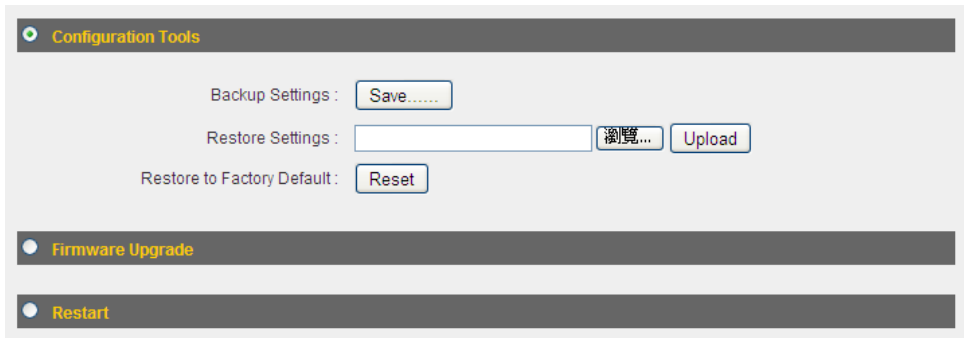 Configuration Tools
Backup Settings : Save......
Restore Settings : 瀏覽... Upload
Restore to Factory Default : Reset
Firmware Upgrade
Restart